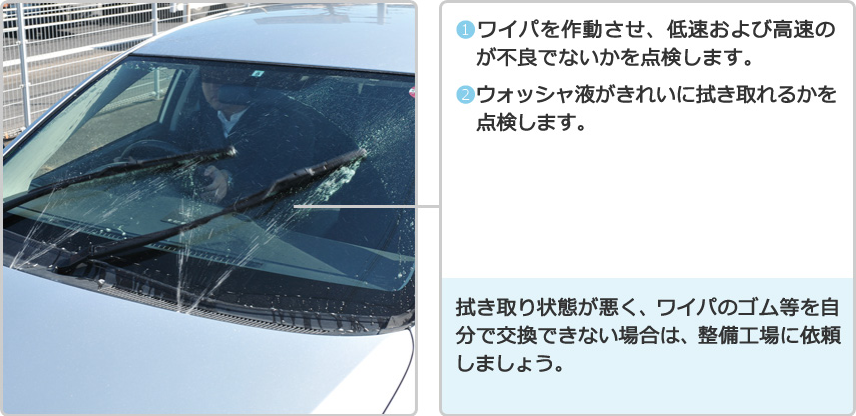 ❶ワイパを作動させ、低速および高速の
が不良でないかを点検します。
❷ウォッシャ液がきれいに拭き取れるかを
点検します。
拭き取り状態が悪く、ワイパのゴム等を自
分で交換できない場合は、整備工場に依頼
しましょう。